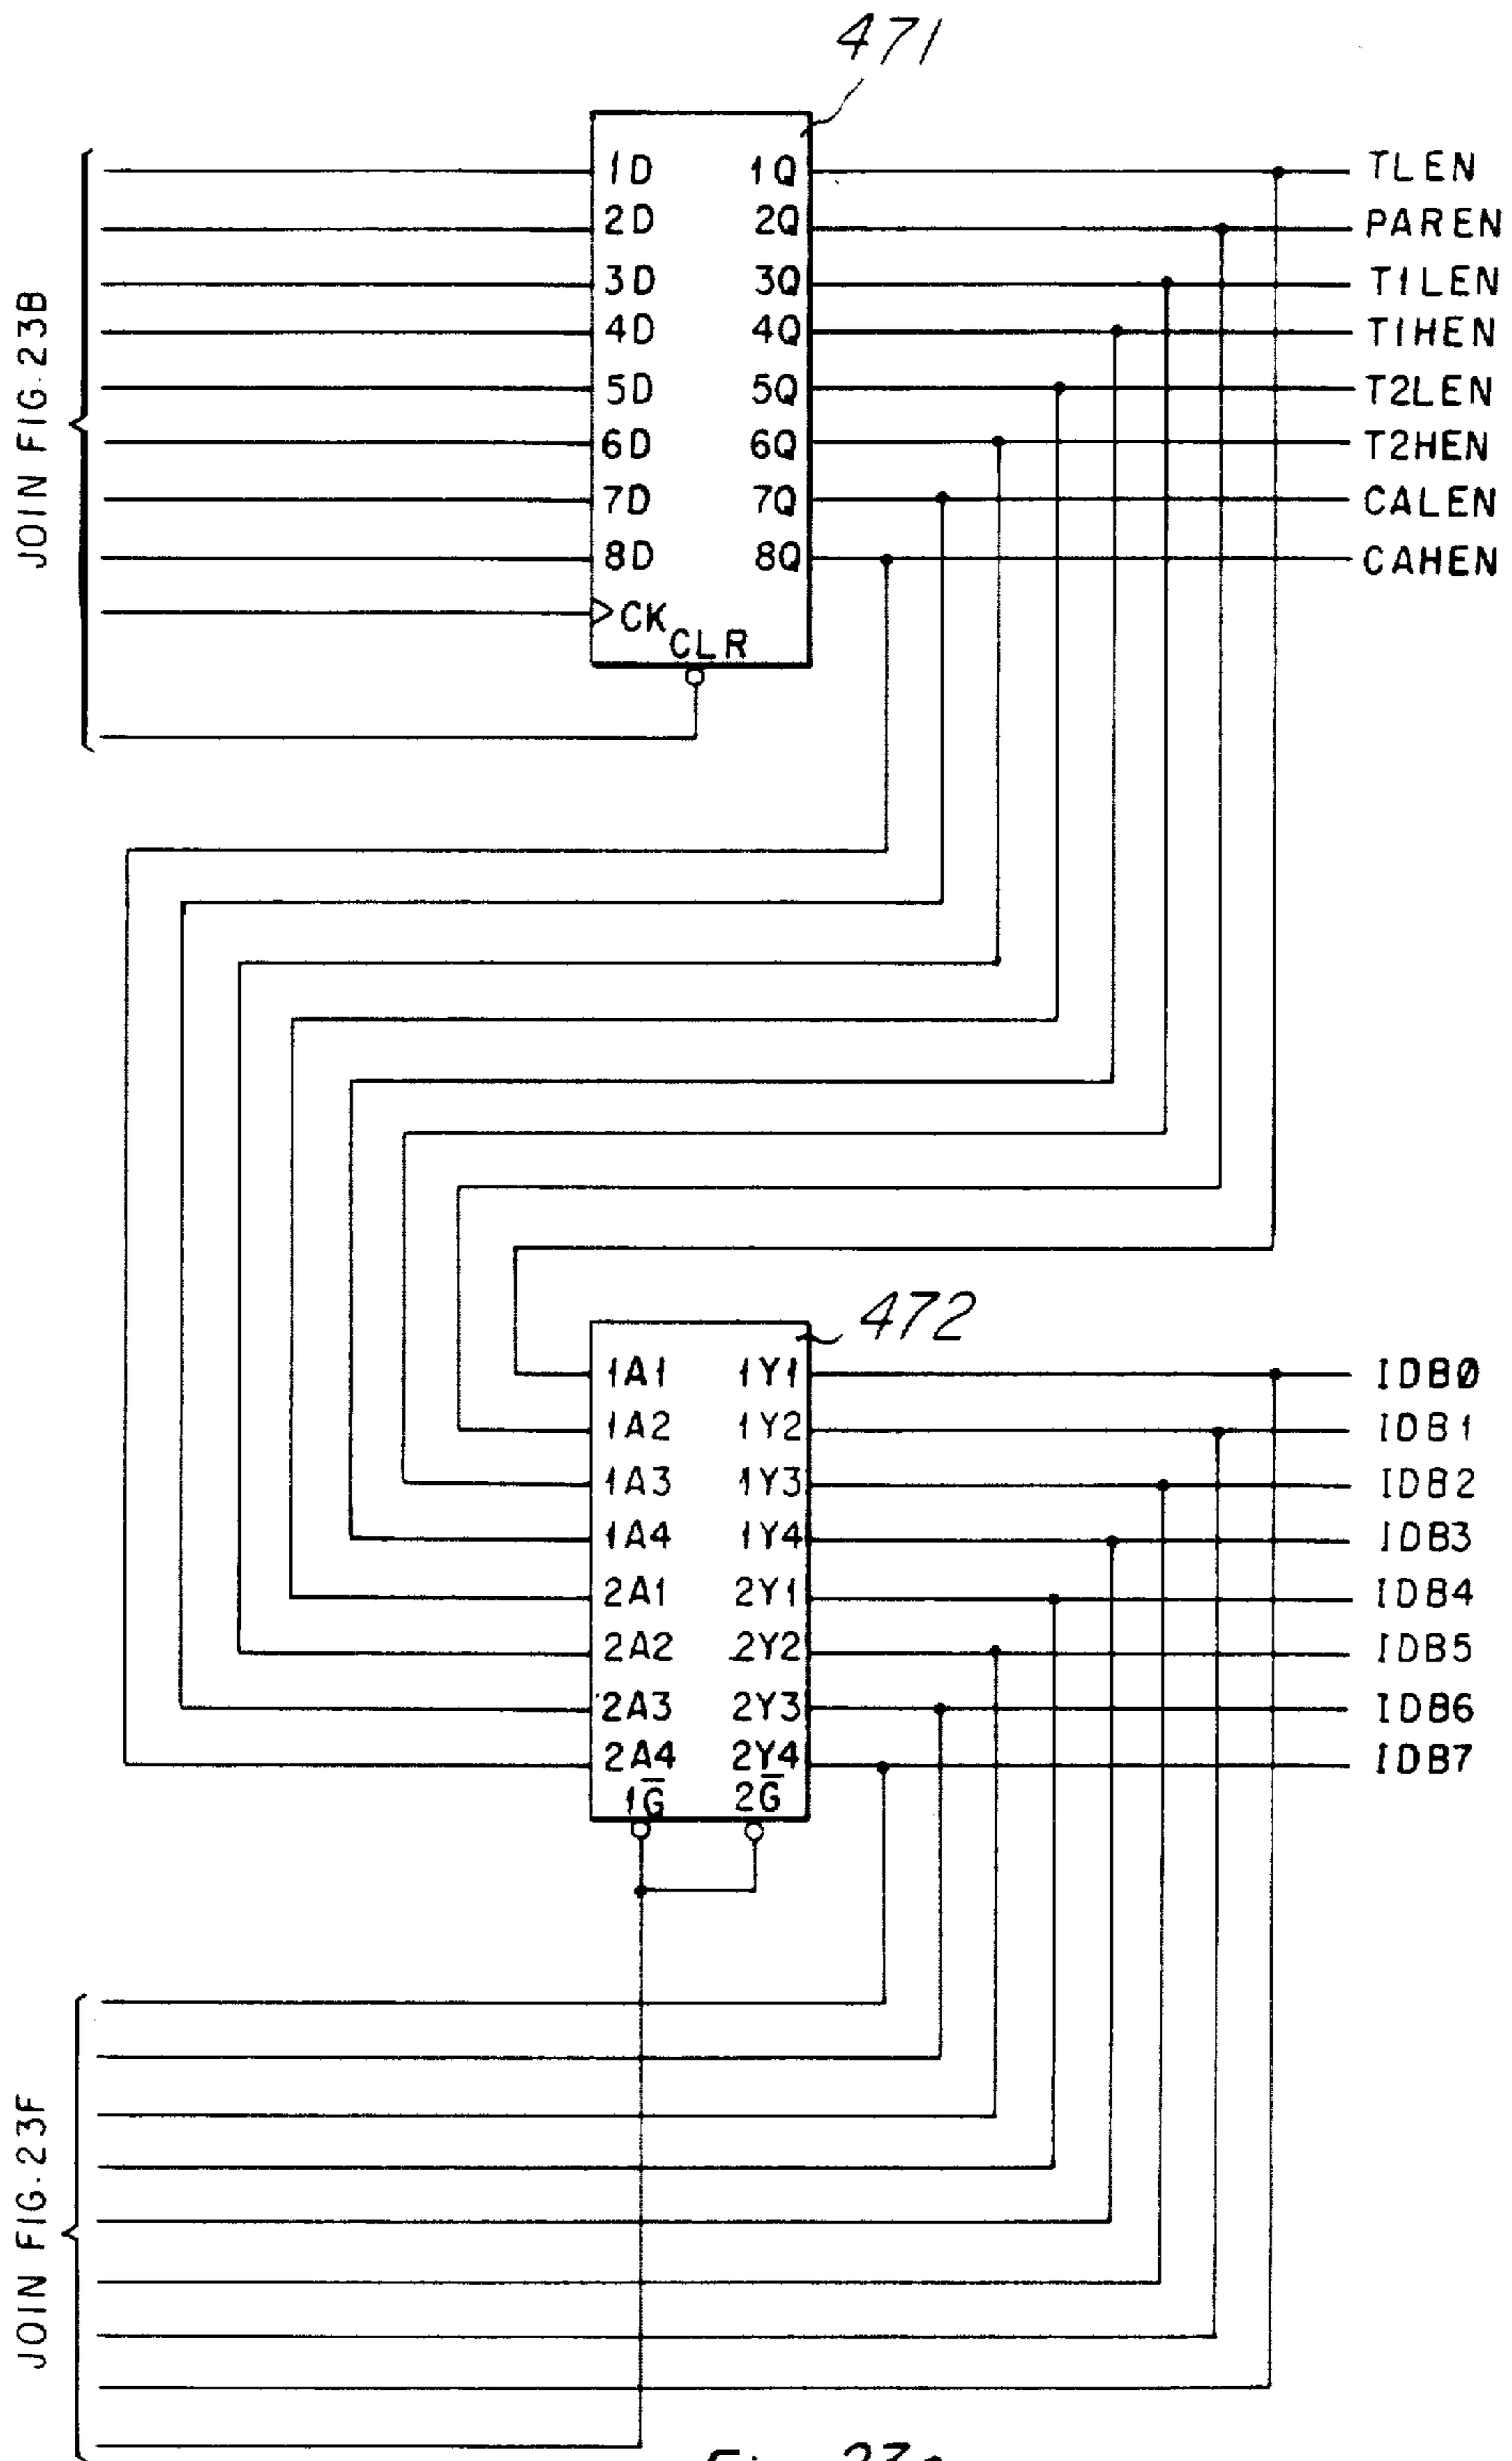 471
1D 1Q TLEN
2D 2Q PAREN
3D 3Q T1LEN
4D 4Q T1HEN
5D 5Q T2LEN
6D 6Q T2HEN
7D 7Q CALEN
8D 8Q CAHEN
CK
CLR
JOIN FIG. 23B
472
1A1 1Y1 IDB0
1A2 1Y2 IDB1
1A3 1Y3 IDB2
1A4 1Y4 IDB3
2A1 2Y1 IDB4
2A2 2Y2 IDB5
2A3 2Y3 IDB6
2A4 2Y4 IDB7
1G̅ 2G̅
JOIN FIG. 23F